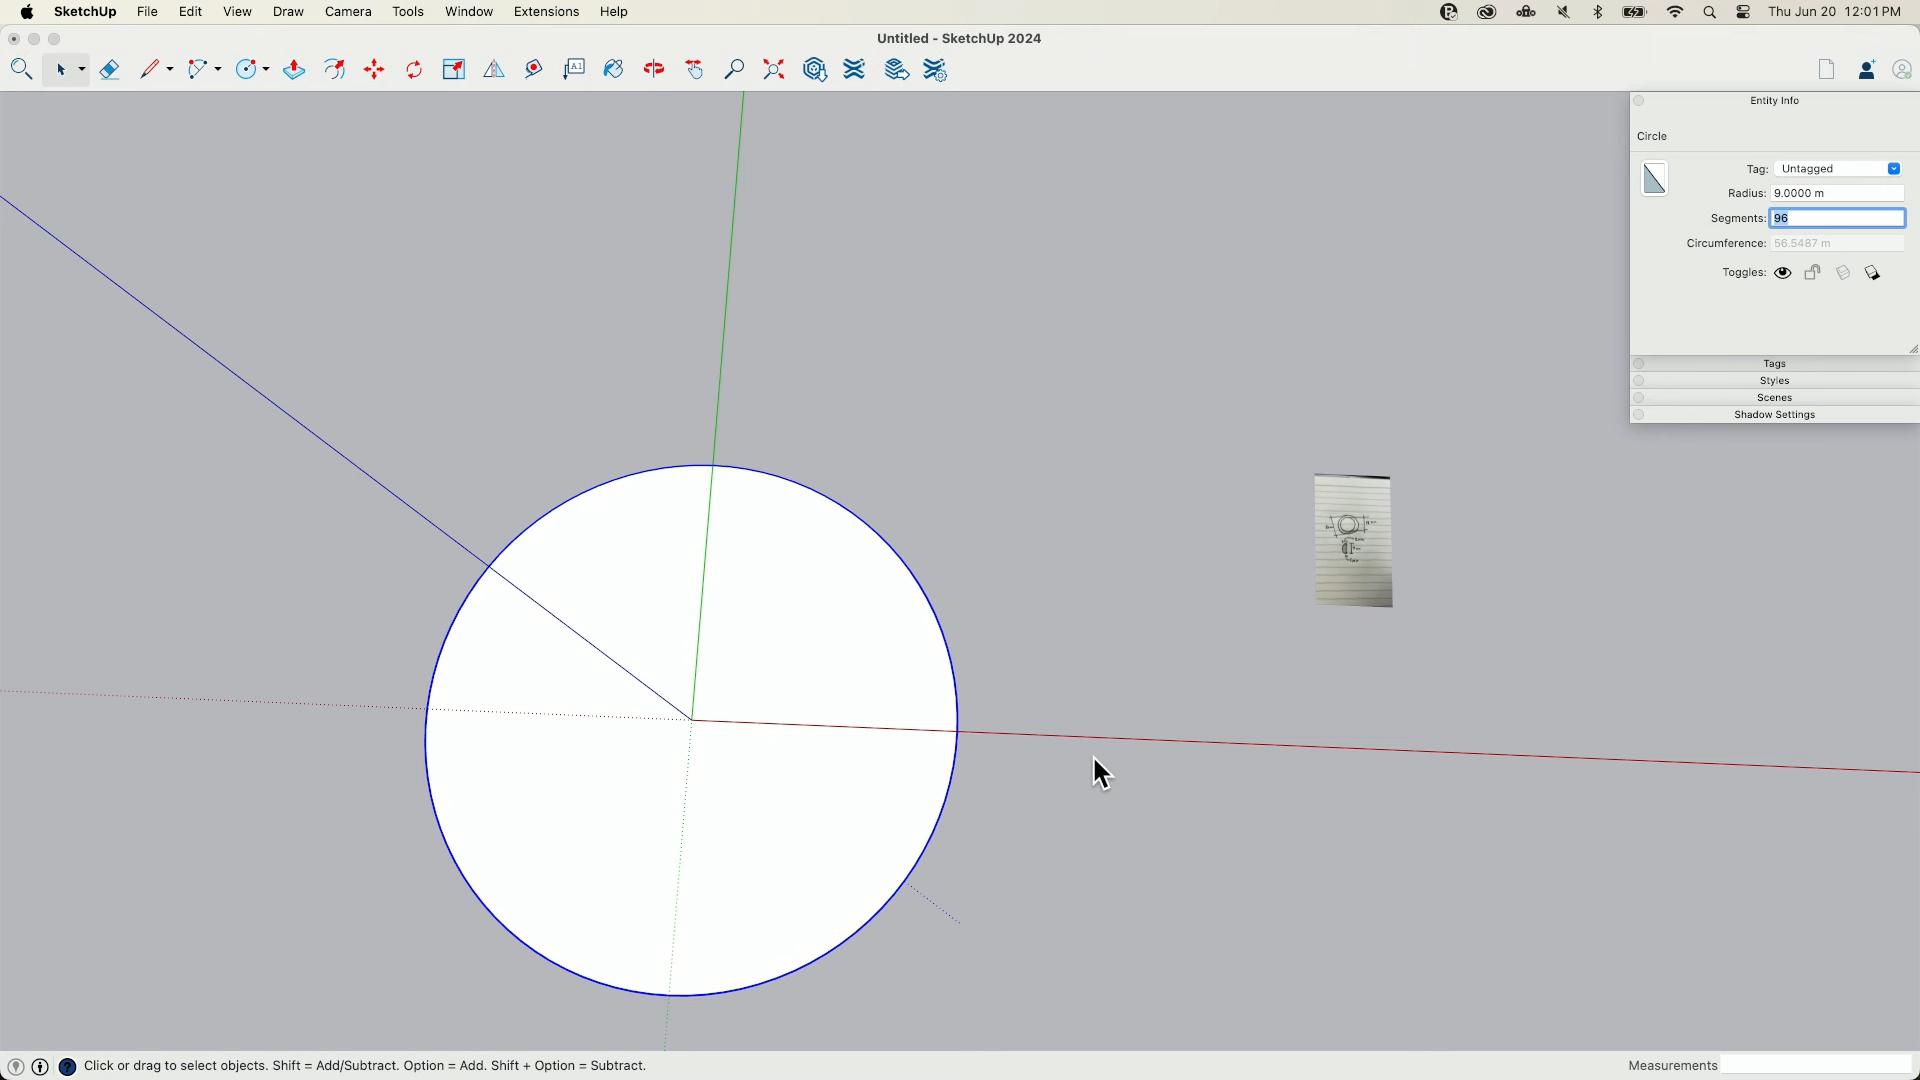 SketchUp File Edit View Draw Camera Tools Window Extensions Help
Thu Jun 20 12:01 PM
Untitled - SketchUp 2024
A1
Entity Info
Circle
Tag: Untagged
Radius: 9.0000 m
Segments: 96
Circumference: 56.5487 m
Toggles:
Tags
Styles
Scenes
Shadow Settings
Click or drag to select objects. Shift = Add/Subtract. Option = Add. Shift + Option = Subtract.
Measurements